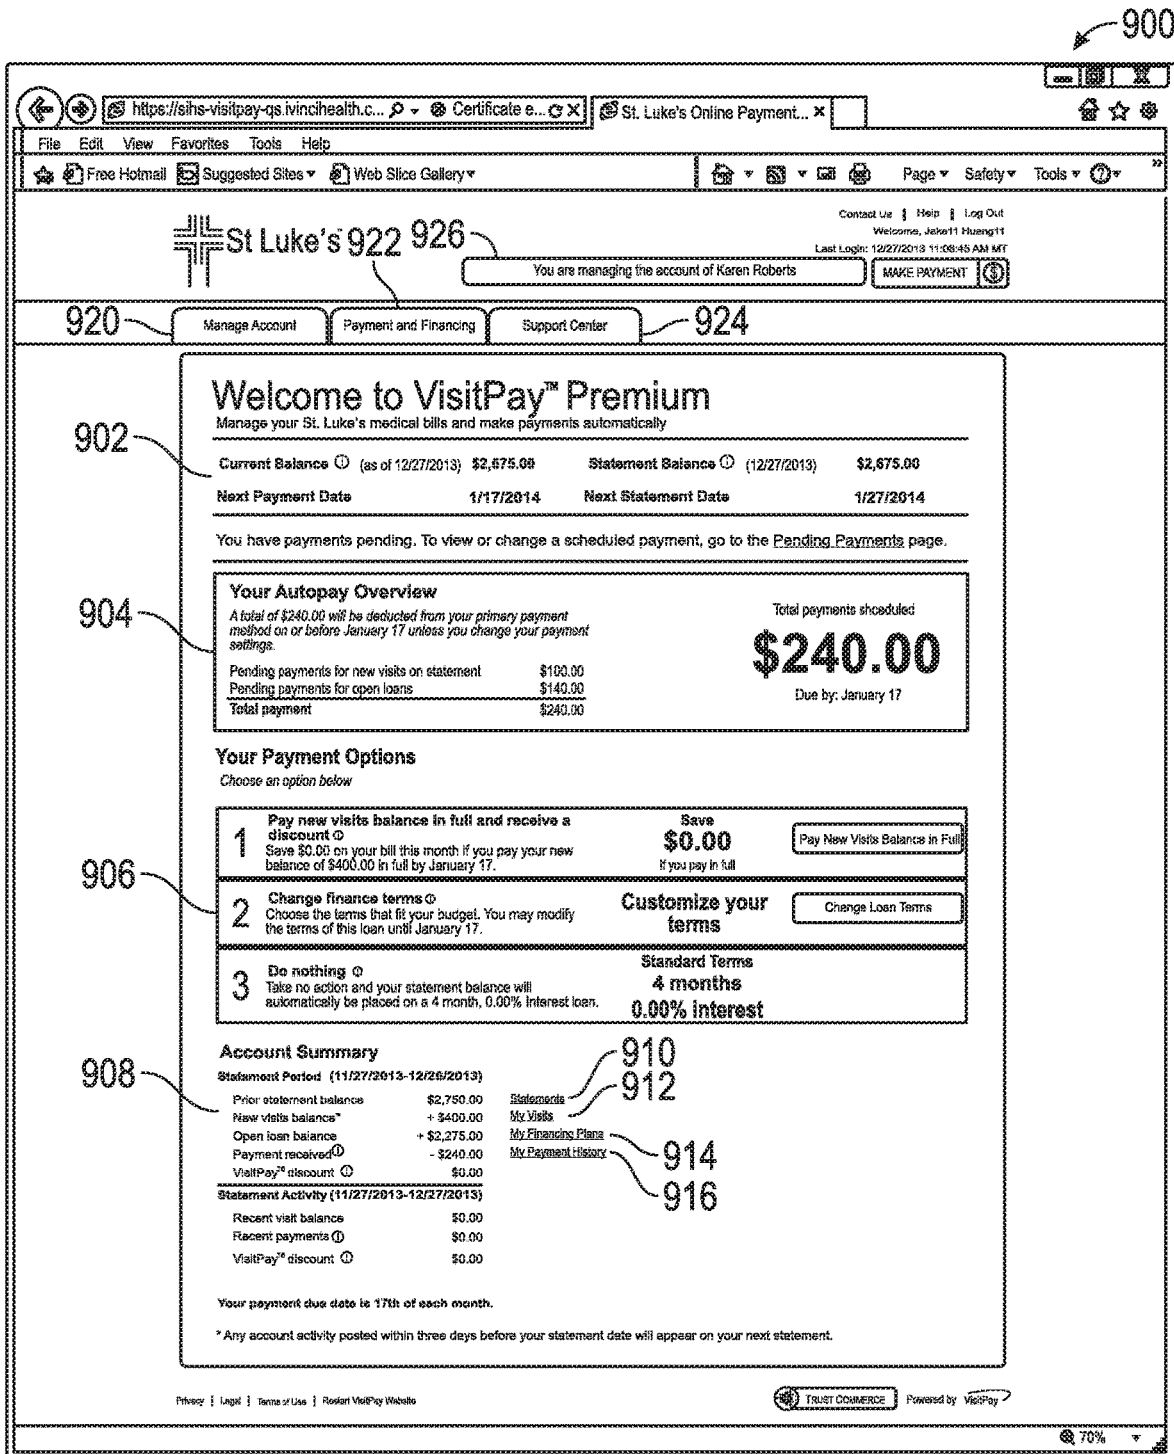 900
https://sihs-visitpay-qs.ivincihealth.c... Certificate e... St. Luke's Online Payment...
File Edit View Favorites Tools Help
Free Hotmail Suggested Sites Web Slice Gallery Page Safety Tools
Contact Us | Help | Log Out
Welcome, Jake11 Huang11
Last Login: 12/27/2013 11:08:45 AM MT
St Luke's 922 926
You are managing the account of Karen Roberts MAKE PAYMENT
920 Manage Account Payment and Financing Support Center 924
Welcome to VisitPay™ Premium
Manage your St. Luke's medical bills and make payments automatically
902
Current Balance (as of 12/27/2013) $2,675.00 Statement Balance (12/27/2013) $2,675.00
Next Payment Date 1/17/2014 Next Statement Date 1/27/2014
You have payments pending. To view or change a scheduled payment, go to the Pending Payments page.
904
Your Autopay Overview
A total of $240.00 will be deducted from your primary payment
method on or before January 17 unless you change your payment
settings.
Pending payments for new visits on statement $100.00
Pending payments for open loans $140.00
Total payment $240.00
Total payments shceduled
$240.00
Due by: January 17
Your Payment Options
Choose an option below
906
1 Pay new visits balance in full and receive a
discount
Save $0.00 on your bill this month if you pay your new
balance of $400.00 in full by January 17.
Save
$0.00
If you pay in full
Pay New Visits Balance in Full
2 Change finance terms
Choose the terms that fit your budget. You may modify
the terms of this loan until January 17.
Customize your
terms
Change Loan Terms
3 Do nothing
Take no action and your statement balance will
automatically be placed on a 4 month, 0.00% interest loan.
Standard Terms
4 months
0.00% interest
908
Account Summary
Statement Period (11/27/2013-12/26/2013)
Prior statement balance $2,750.00
New visits balance* + $400.00
Open loan balance + $2,275.00
Payment received - $240.00
VisitPay discount $0.00
Statements 910
My Visits 912
My Financing Plans 914
My Payment History 916
Statement Activity (11/27/2013-12/27/2013)
Recent visit balance $0.00
Recent payments $0.00
VisitPay discount $0.00
Your payment due date is 17th of each month.
* Any account activity posted within three days before your statement date will appear on your next statement.
Privacy | Legal | Terms of Use | Restart VisitPay Website
TRUST COMMERCE Powered by VisitPay
70%